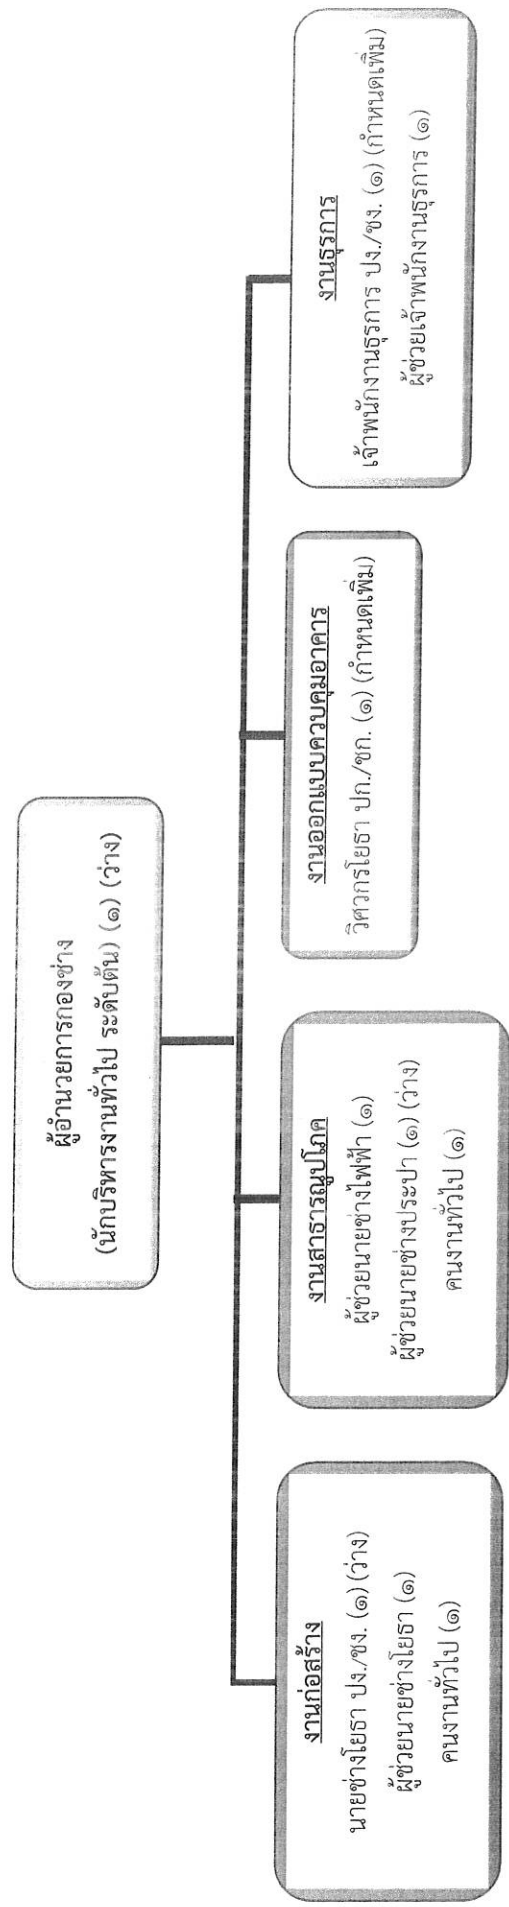 ผู้อำนวยการกองช่าง
(นักบริหารงานทั่วไป ระดับต้น) (๑) (ว่าง)
งานก่อสร้าง
นายช่างโยธา ปง./ชง. (๑) (ว่าง)
ผู้ช่วยนายช่างโยธา (๑)
คนงานทั่วไป (๑)
งานสาธารณูปโภค
ผู้ช่วยนายช่างไฟฟ้า (๑)
ผู้ช่วยนายช่างประปา (๑) (ว่าง)
คนงานทั่วไป (๑)
งานออกแบบควบคุมอาคาร
วิศวกรโยธา ปก./ชก. (๑) (กำหนดเพิ่ม)
งานธุรการ
เจ้าพนักงานธุรการ ปง./ชง. (๑) (กำหนดเพิ่ม)
ผู้ช่วยเจ้าพนักงานธุรการ (๑)